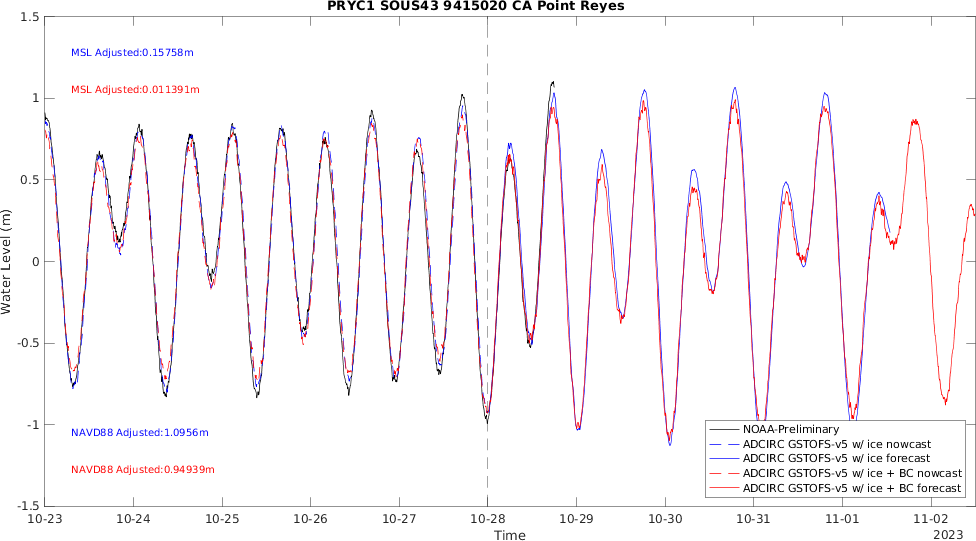 PRYC1 SOUS43 9415020 CA Point Reyes
1.5
MSL Adjusted:0.15758m
MSL Adjusted:0.011391m
1
0.5
Water Level (m)
0
-0.5
-1
NAVD88 Adjusted:1.0956m
NAVD88 Adjusted:0.94939m
NOAA-Preliminary
ADCIRC GSTOFS-v5 w/ ice nowcast
ADCIRC GSTOFS-v5 w/ ice forecast
ADCIRC GSTOFS-v5 w/ ice + BC nowcast
ADCIRC GSTOFS-v5 w/ ice + BC forecast
-1.5
10-23 10-24 10-25 10-26 10-27 10-28 10-29 10-30 10-31 11-01 11-02
Time
2023